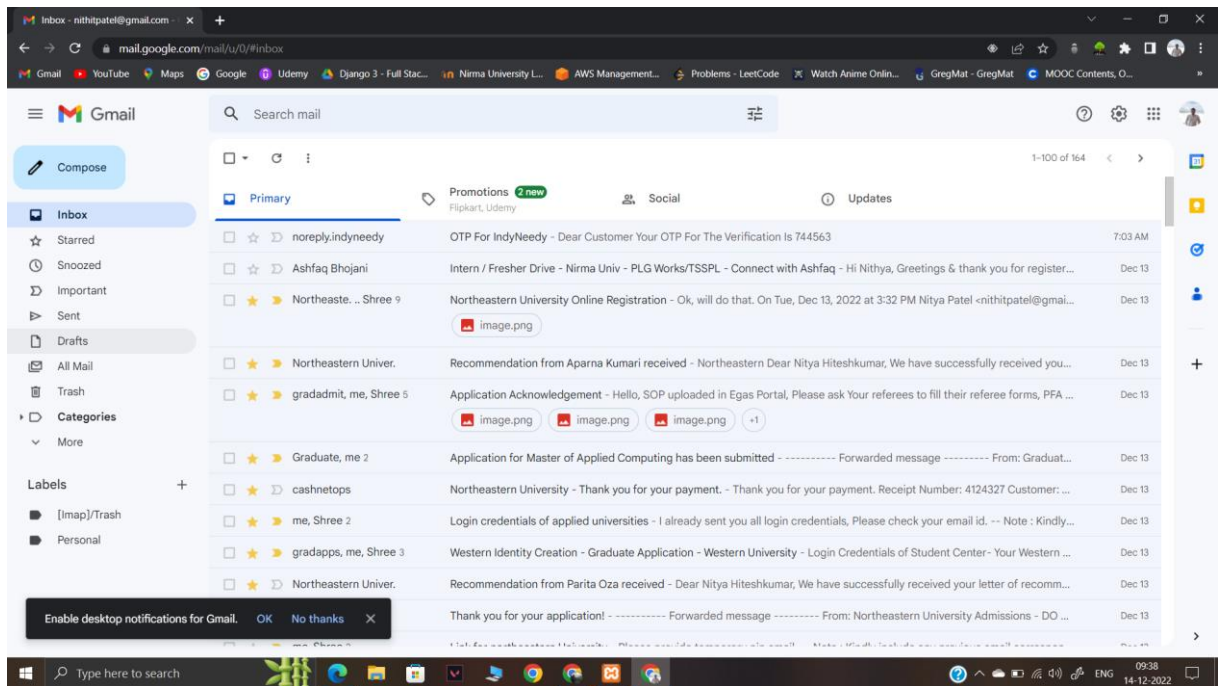 Inbox - nithitpatel@gmail.com -
mail.google.com/mail/u/0/#inbox
Gmail YouTube Maps Google Udemy Django 3 - Full Stac... Nirma University L... AWS Management... Problems - LeetCode Watch Anime Onlin... GregMat - GregMat MOOC Contents, O...
Gmail
Search mail
Compose
1–100 of 164
Inbox
Starred
Snoozed
Important
Sent
Drafts
All Mail
Trash
Categories
More
Labels +
[Imap]/Trash
Personal
Primary
Promotions 2 new
Flipkart, Udemy
Social
Updates
noreply.indyneedy OTP For IndyNeedy - Dear Customer Your OTP For The Verification Is 744563 7:03 AM
Ashfaq Bhojani Intern / Fresher Drive - Nirma Univ - PLG Works/TSSPL - Connect with Ashfaq - Hi Nithya, Greetings & thank you for register... Dec 13
Northeaste. .. Shree 9 Northeastern University Online Registration - Ok, will do that. On Tue, Dec 13, 2022 at 3:32 PM Nitya Patel <nithitpatel@gmai... Dec 13
image.png
Northeastern Univer. Recommendation from Aparna Kumari received - Northeastern Dear Nitya Hiteshkumar, We have successfully received you... Dec 13
gradadmit, me, Shree 5 Application Acknowledgement - Hello, SOP uploaded in Egas Portal, Please ask Your referees to fill their referee forms, PFA ... Dec 13
image.png image.png image.png +1
Graduate, me 2 Application for Master of Applied Computing has been submitted - ---------- Forwarded message --------- From: Graduat... Dec 13
cashnetops Northeastern University - Thank you for your payment. - Thank you for your payment. Receipt Number: 4124327 Customer: ... Dec 13
me, Shree 2 Login credentials of applied universities - I already sent you all login credentials, Please check your email id. -- Note : Kindly... Dec 13
gradapps, me, Shree 3 Western Identity Creation - Graduate Application - Western University - Login Credentials of Student Center- Your Western ... Dec 13
Northeastern Univer. Recommendation from Parita Oza received - Dear Nitya Hiteshkumar, We have successfully received your letter of recomm... Dec 13
Thank you for your application! - ---------- Forwarded message --------- From: Northeastern University Admissions - DO ... Dec 13
Enable desktop notifications for Gmail. OK No thanks
Type here to search
ENG
09:38
14-12-2022